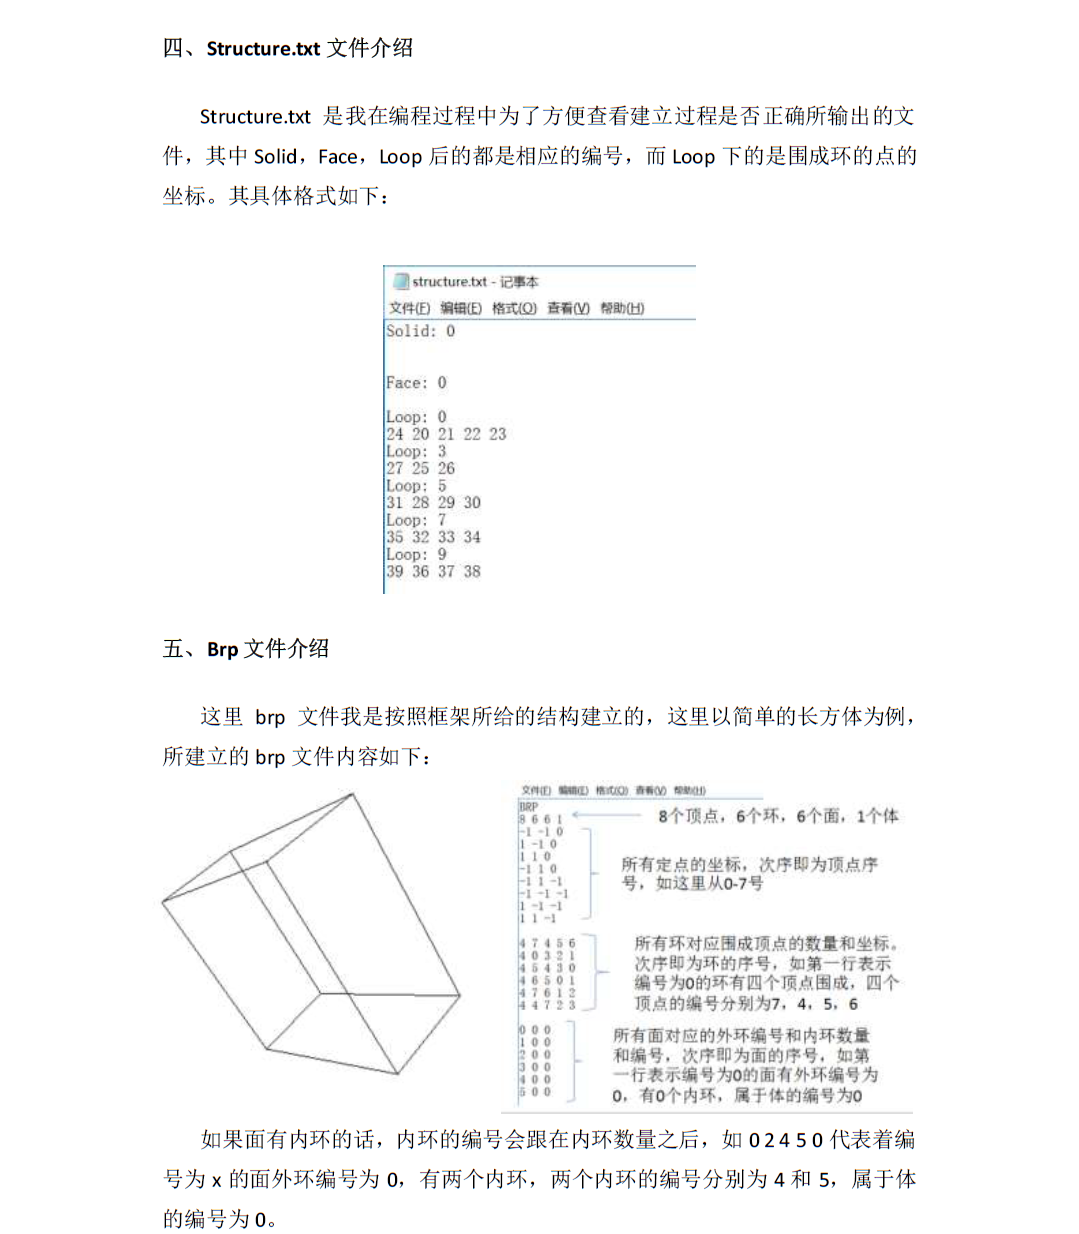 四、Structure.txt 文件介绍
Structure.txt 是我在编程过程中为了方便查看建立过程是否正确所输出的文
件，其中 Solid，Face，Loop 后的都是相应的编号，而 Loop 下的是围成环的点的
坐标。其具体格式如下：
structure.txt - 记事本
文件(F) 编辑(E) 格式(O) 查看(V) 帮助(H)
Solid: 0
Face: 0
Loop: 0
24 20 21 22 23
Loop: 3
27 25 26
Loop: 5
31 28 29 30
Loop: 7
35 32 33 34
Loop: 9
39 36 37 38
五、Brp 文件介绍
这里 brp 文件我是按照框架所给的结构建立的，这里以简单的长方体为例，
所建立的 brp 文件内容如下：
文件(F) 编辑(E) 格式(O) 查看(V) 帮助(H)
BRP
8 6 6 1
8个顶点，6个环，6个面，1个体
-1 -1 0
1 -1 0
1 1 0
-1 1 0
-1 1 -1
-1 -1 -1
1 -1 -1
1 1 -1
所有定点的坐标，次序即为顶点序
号，如这里从0-7号
4 7 4 5 6
4 0 3 2 1
4 5 4 3 0
4 6 5 0 1
4 7 6 1 2
4 4 7 2 3
所有环对应围成顶点的数量和坐标。
次序即为环的序号，如第一行表示
编号为0的环有四个顶点围成，四个
顶点的编号分别为7，4，5，6
0 0 0
1 0 0
2 0 0
3 0 0
4 0 0
5 0 0
所有面对应的外环编号和内环数量
和编号，次序即为面的序号，如第
一行表示编号为0的面有外环编号为
0，有0个内环，属于体的编号为0
如果面有内环的话，内环的编号会跟在内环数量之后，如 0 2 4 5 0 代表着编
号为 x 的面外环编号为 0，有两个内环，两个内环的编号分别为 4 和 5，属于体
的编号为 0。